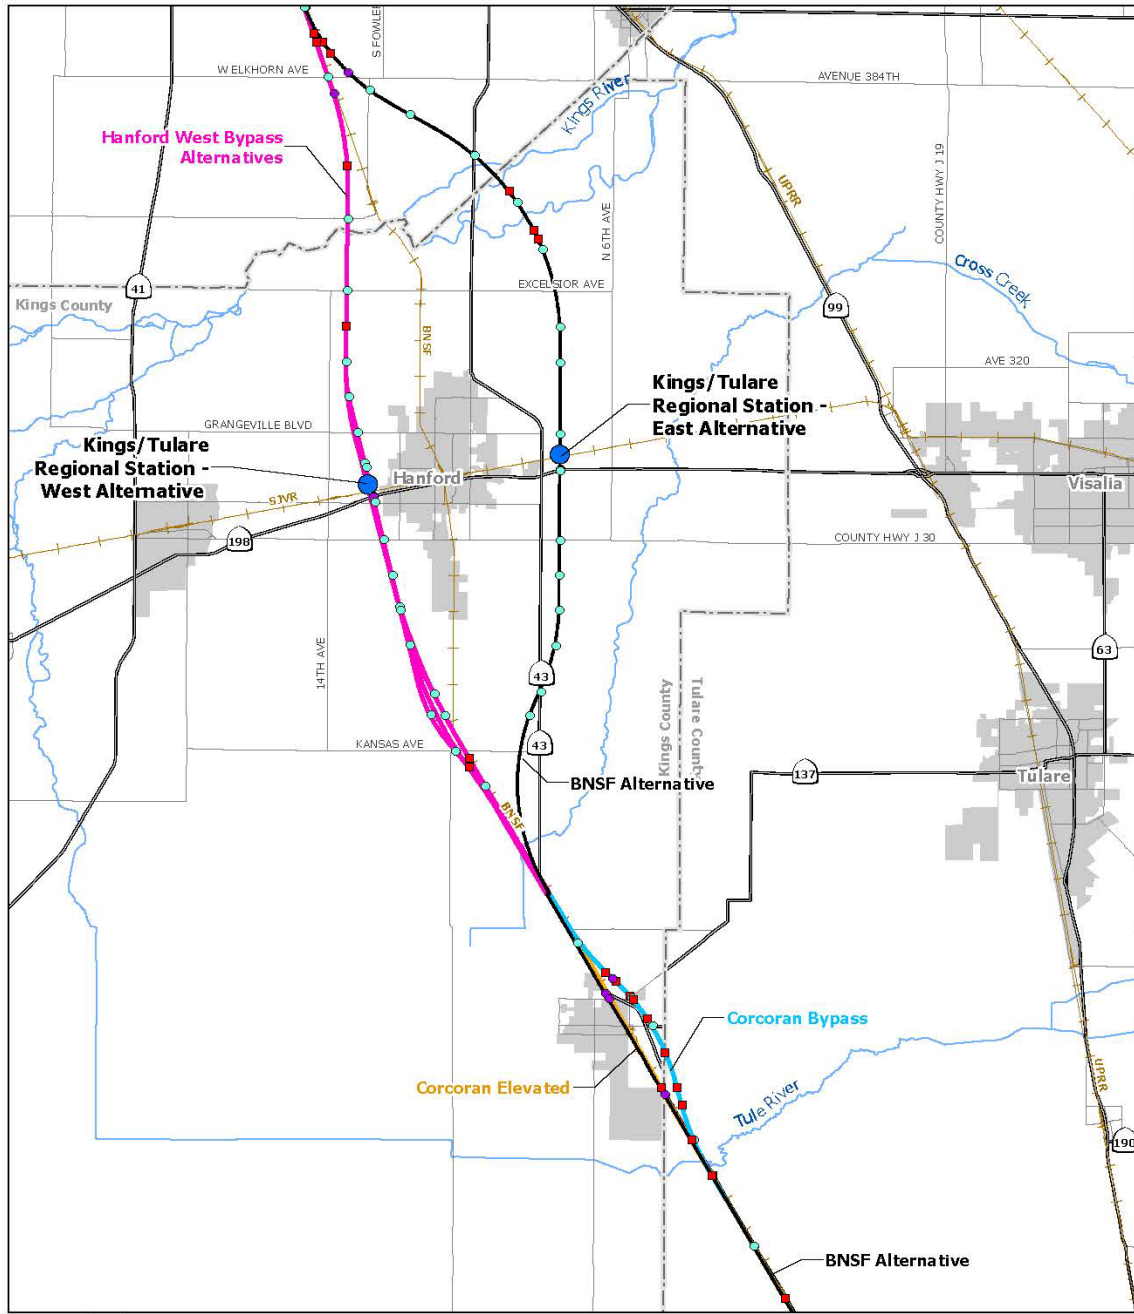 S FOWLER
W ELKHORN AVE
AVENUE 384TH
Kings River
Hanford West Bypass
Alternatives
UPRR
COUNTY HWY J 19
N 6TH AVE
Cross Creek
EXCELSIOR AVE
41
Kings County
99
BNSF
AVE 320
Kings/Tulare
Regional Station -
East Alternative
GRANGEVILLE BLVD
Kings/Tulare
Regional Station -
West Alternative
Hanford
Visalia
SJVR
198
COUNTY HWY J 30
14TH AVE
63
43
Kings County
Tulare County
KANSAS AVE
43
BNSF Alternative
137
Tulare
BNSF
Corcoran Bypass
Corcoran Elevated
UPRR
Tule River
190
BNSF Alternative